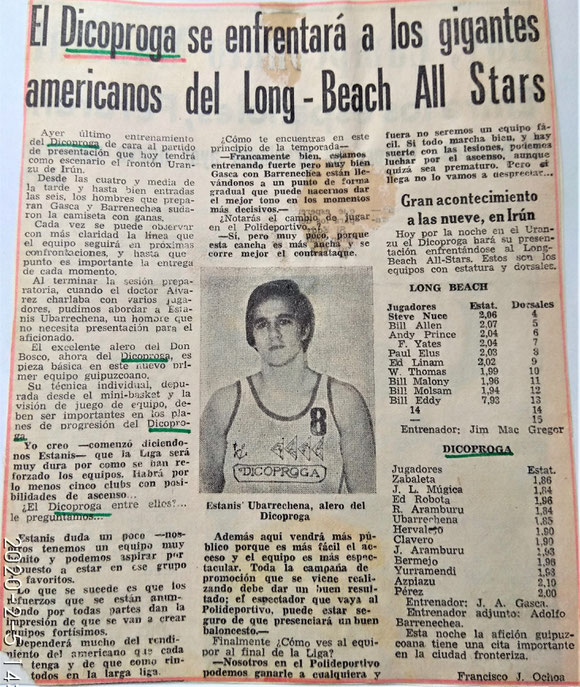 El Dicoproga se enfrentará a los gigantes
americanos del Long-Beach All Stars
Ayer último entrenamiento
del Dicoproga de cara al partido
de presentación que hoy tendrá
como escenario el frontón Uran-
zu de Irún.
Desde las cuatro y media de
la tarde y hasta bien entradas
las seis, los hombres que prepa-
ran Gasca y Barrenechea suda-
ron la camiseta con ganas.
Cada vez se puede observar
con más claridad la línea que
el equipo seguirá en próximas
confrontaciones, y hasta que
punto es importante la entrega
de cada momento.
Al terminar la sesión prepa-
ratoria, cuando el doctor Alva-
rez charlaba con varios juga-
dores, pudimos abordar a Esta-
nis Ubarrechena, un hombre que
no necesita presentación para el
aficionado.
El excelente alero del Don
Bosco, ahora del Dicoproga, es
pieza básica en este nuevo pri-
mer equipo guipuzcoano.
Su técnica individual, depu-
rada desde el mini-basket y la
visión de juego de equipo, de-
ben ser importantes en los pla-
nes de progresión del Dicopro-
ga.
Yo creo —comenzó diciendo-
nos Estanis— que la Liga será
muy dura por como se han re-
forzado los equipos. Habrá por
lo menos cinco clubs con posi-
bilidades de ascenso...
¿El Dicoproga entre ellos?...
le preguntamos...
Estanis duda un poco —nos-
otros tenemos un equipo muy
nito y podemos aspirar por
puesto a estar en ese grupo
favoritos.
Lo que se sucede es que los
efuerzos que se están anun-
ando por todas partes dan la
impresión de que se van a crear
equipos fortísimos.
Dependerá mucho del rendi-
miento del americano que cada
tenga y de que como rin-
todos en la larga liga.
¿Cómo te encuentras en este
principio de la temporada—
—Francamente bien, estamos
entrenando fuerte pero muy bien
Gasca con Barrenechea están lle-
vándonos a un punto de forma
gradual que puede hacernos dar
el mejor tono en los momentos
más decisivos.—
¿Notarás el cambio de jugar
en el Polideportivo...?
—Sí, pero muy poco, porque
esta cancha es más ancha y se
corre mejor el contraataque.
8
DICOPROGA
Estanis Ubarrechena, alero del
Dicoproga
Además aquí vendrá más pú-
blico porque es más fácil el ac-
ceso y el equipo es más espec-
tacular. Toda la campaña de
promoción que se viene reali-
zando debe dar un buen resul-
tado; el espectador que vaya al
Polideportivo, puede estar se-
guro de que presenciará un buen
baloncesto.—
Finalmente ¿Cómo ves al equi-
por al final de la Liga?
—Nosotros en el Polideportivo
podemos ganarle a cualquiera y
fuera no seremos un equipo fá-
cil. Si todo marcha bien, y hay
suerte con las lesiones, podemos
luchar por el ascenso, aunque
quizá sea prematuro. Pero si
llega no lo vamos a despreciar...
Gran acontecimiento
a las nueve, en Irún
Hoy por la noche en el Uran-
zu el Dicoproga hará su pre-
sentación enfrentándose al Long-
Beach All-Stars. Estos son los
equipos con estatura y dorsales.
LONG BEACH
Jugadores Estat. Dorsales
Steve Nuce 2,06 4
Bill Allen 2,07 5
Andy Prince 2,04 6
F. Yates 2,04 7
Paul Elus 2,03 8
Ed Linam 2,02 9
W. Thomas 1,99 10
Bill Malony 1,96 11
Bill Molsam 1,94 12
Bill Eddy 7,93 13
14 — 14
— 15
Entrenador: Jim Mac Gregor
DICOPROGA
Jugadores Estat.
Zabaleta 1,86
J. L. Múgica 1,84
Ed Robota 1,98
R. Aramburu 1,84
Ubarrechena 1,85
Hervalejo 1,90
Clavero 1,90
J. Aramburu 1,93
Bermejo 1,96
Yurramendi 1,93
Azpiazu 2,10
Pérez 2,00
Entrenador: J. A. Gasca.
Entrenador adjunto: Adolfo
Barrenechea.
Esta noche la afición guipuz-
coana tiene una cita importante
en la ciudad fronteriza.
Francisco J. Ochoa